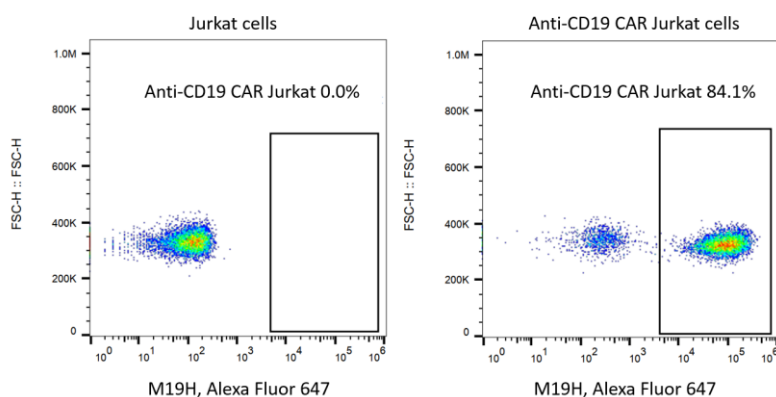 Jurkat cells
1.0M
Anti-CD19 CAR Jurkat 0.0%
800K
600K
400K
200K
0
FSC-H :: FSC-H
10^0 10^1 10^2 10^3 10^4 10^5 10^6
M19H, Alexa Fluor 647
Anti-CD19 CAR Jurkat cells
1.0M
Anti-CD19 CAR Jurkat 84.1%
800K
600K
400K
200K
0
FSC-H :: FSC-H
10^0 10^1 10^2 10^3 10^4 10^5 10^6
M19H, Alexa Fluor 647